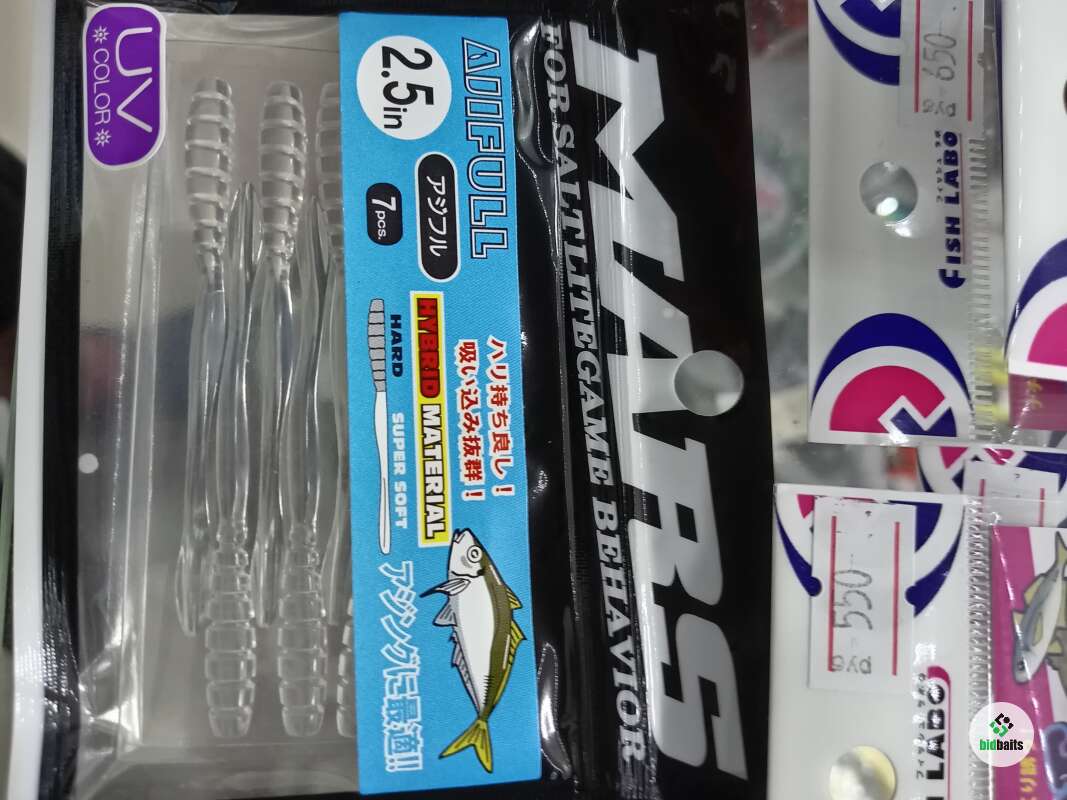 MARS
FOR SALTLITEGAME BEHAVIOR
AJIFULL
2.5in
アジフル
7pcs.
ハリ持ち良し!
吸い込み抜群!
HYBRID MATERIAL
HARD
SUPER SOFT
アジングに最適!!
UV
COLOR
650-
руб
FISH LABO
550-
руб
LABO
bidbaits